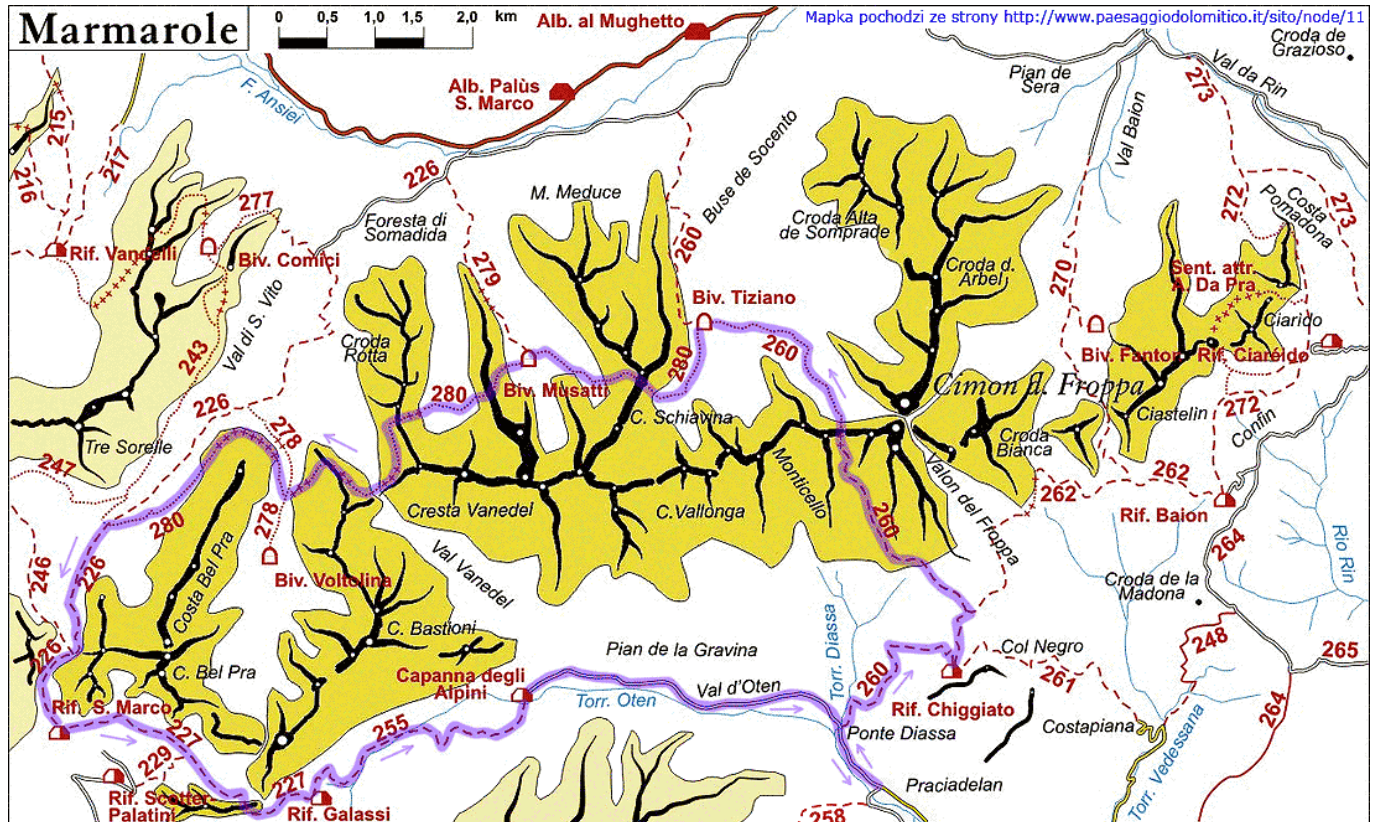 Marmarole
0 0,5 1,0 1,5 2,0 km
Alb. al Mughetto
Mapka pochodzi ze strony http://www.paesaggiodolomitico.it/sito/node/11
Croda de
Grazioso
Val da Rin
Pian de
Sera
273
Alb. Palùs
S. Marco
F. Ansiei
215
217
216
226
Val Baion
Buse de Socento
M. Meduce
277
Foresta di
Somadida
Rif. Vandelli
Biv. Comici
279
260
Croda Alta
de Somprade
272
Costa
Pomadona
273
Croda d.
Arbel
270
Sent. attr.
A. Da Pra
Val di S. Vito
Biv. Tiziano
Ciarido
243
Croda
Rotta
260
280
Biv. Fanton
Rif. Ciaréido
280
Biv. Musatti
Cimon d. Froppa
226
278
C. Schiavina
Ciastelin
272
Confin
Tre Sorelle
247
Croda
Bianca
Monticello
Valon del Froppa
262
262
Cresta Vanedel
C.Vallonga
260
Rif. Baion
280
278
264
Rio Rin
246
226
Costa Bel Pra
Biv. Voltolina
Val Vanedel
Croda de la
Madona
C. Bastioni
Torr. Diassa
248
265
226
C. Bel Pra
Pian de la Gravina
Col Negro
Capanna degli
Alpini
Val d'Oten
260
261
Rif. S. Marco
Torr. Oten
Rif. Chiggiato
264
227
255
Ponte Diassa
Costapiana
Torr. Vedessana
229
227
Praciadelan
Rif. Scotter-
Palatini
Rif. Galassi
258